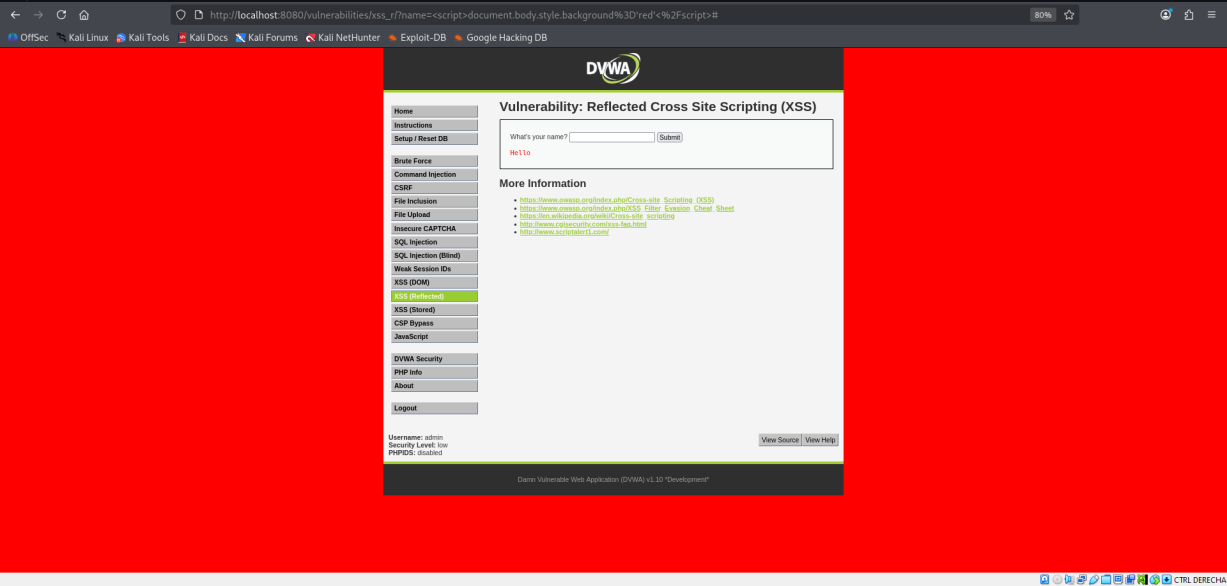 http://localhost:8080/vulnerabilities/xss_r/?name=<script>document.body.style.background%3D'red'<%2Fscript>#
80%
OffSec Kali Linux Kali Tools Kali Docs Kali Forums Kali NetHunter Exploit-DB Google Hacking DB
DVWA
Home
Instructions
Setup / Reset DB
Brute Force
Command Injection
CSRF
File Inclusion
File Upload
Insecure CAPTCHA
SQL Injection
SQL Injection (Blind)
Weak Session IDs
XSS (DOM)
XSS (Reflected)
XSS (Stored)
CSP Bypass
JavaScript
DVWA Security
PHP Info
About
Logout
Vulnerability: Reflected Cross Site Scripting (XSS)
What's your name? Submit
Hello
More Information
https://www.owasp.org/index.php/Cross-site_Scripting_(XSS)
https://www.owasp.org/index.php/XSS_Filter_Evasion_Cheat_Sheet
https://en.wikipedia.org/wiki/Cross-site_scripting
http://www.cgisecurity.com/xss-faq.html
http://www.scriptalert1.com/
Username: admin
Security Level: low
PHPIDS: disabled
View Source View Help
Damn Vulnerable Web Application (DVWA) v1.10 *Development*
CTRL DERECHA